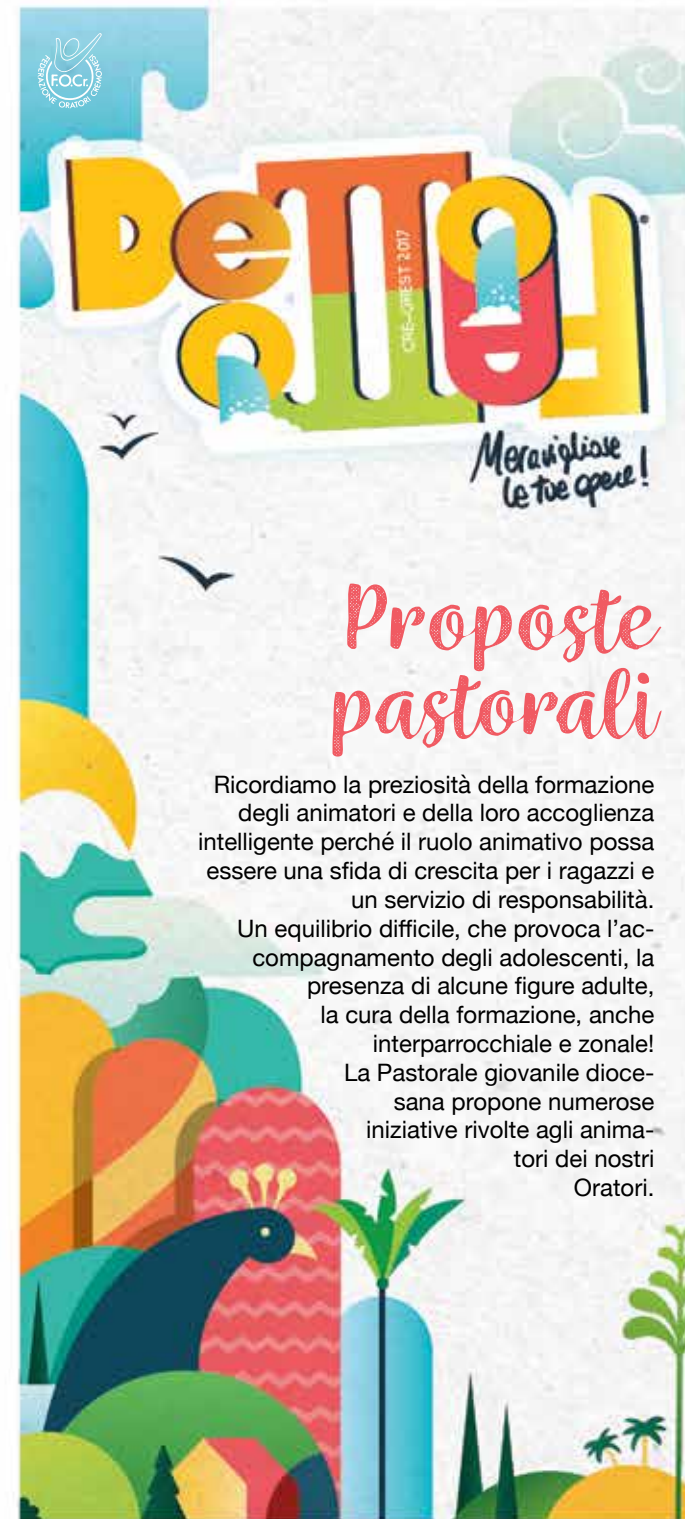 F.O.Cr.
FEDERAZIONE ORATORI CREMONESI
DeTTO
FaTTO
CRE-GREST 2017
Meravigliose
le tue opere!
Proposte
pastorali
Ricordiamo la preziosità della formazione
degli animatori e della loro accoglienza
intelligente perché il ruolo animativo possa
essere una sfida di crescita per i ragazzi e
un servizio di responsabilità.
Un equilibrio difficile, che provoca l’ac-
compagnamento degli adolescenti, la
presenza di alcune figure adulte,
la cura della formazione, anche
interparrocchiale e zonale!
La Pastorale giovanile dioce-
sana propone numerose
iniziative rivolte agli anima-
tori dei nostri
Oratori.